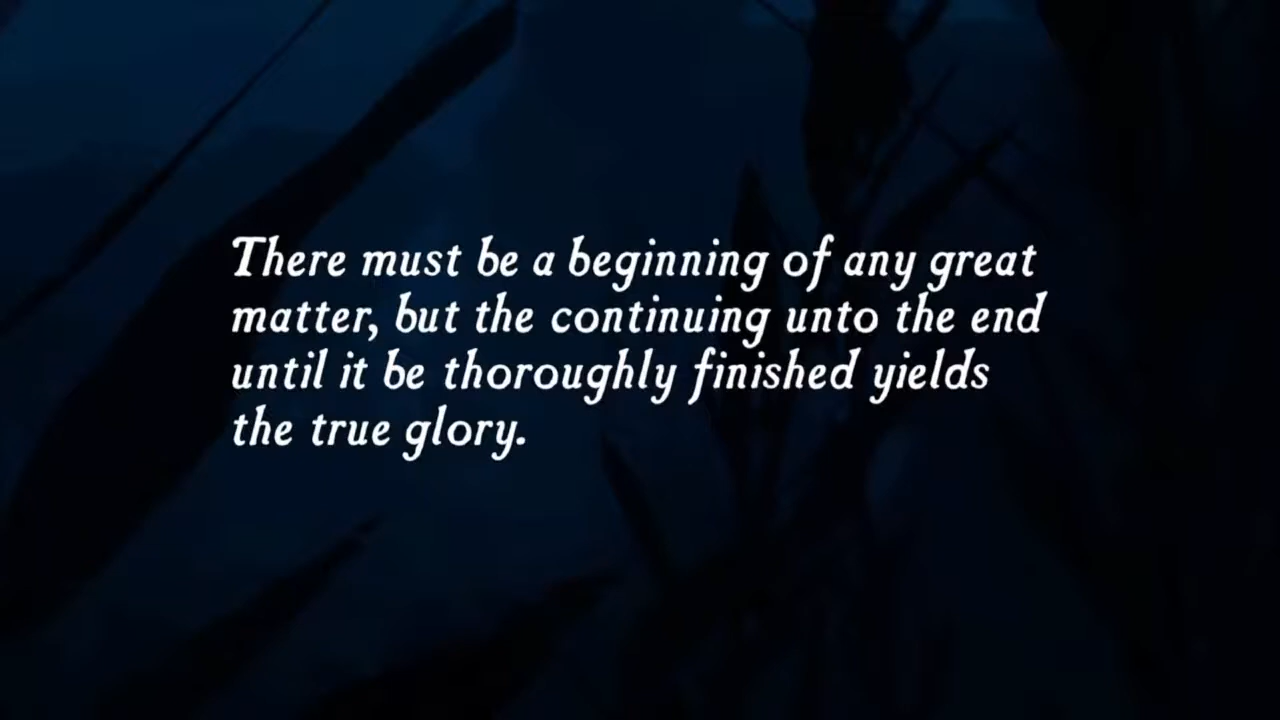 There must be a beginning of any great
matter, but the continuing unto the end
until it be thoroughly finished yields
the true glory.